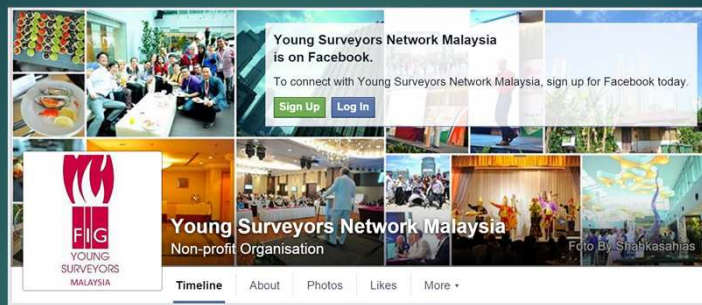 Young Surveyors Network Malaysia
is on Facebook.
To connect with Young Surveyors Network Malaysia, sign up for Facebook today.
Sign Up
Log In
FIG
YOUNG
SURVEYORS
MALAYSIA
Young Surveyors Network Malaysia
Non-profit Organisation
Foto By Shahkasahias
Timeline
About
Photos
Likes
More